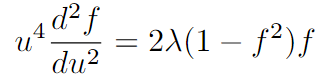 u^4 \frac{d^2 f}{du^2} = 2\lambda(1 - f^2)f